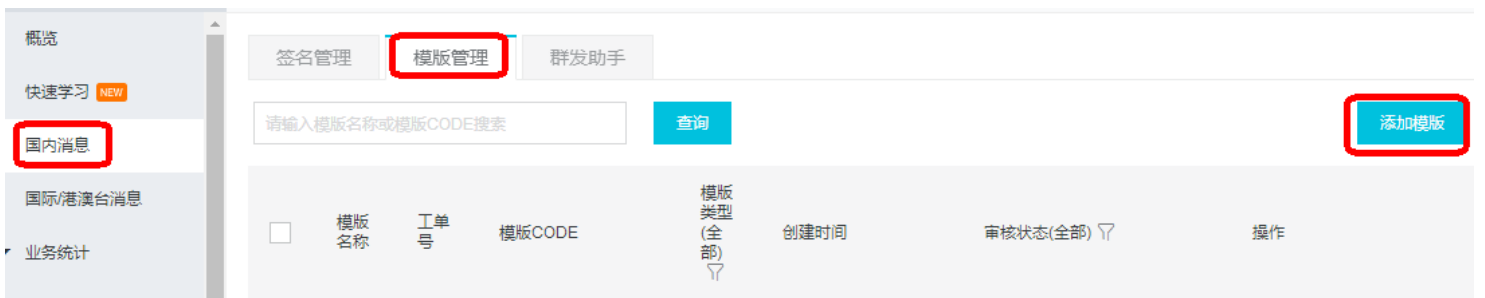 概览
快速学习 NEW
国内消息
国际/港澳台消息
业务统计
签名管理 模版管理 群发助手
请输入模版名称或模版CODE搜索 查询 添加模版
模版
名称
工单
号
模版CODE
模版
类型
(全
部)
创建时间
审核状态(全部)
操作